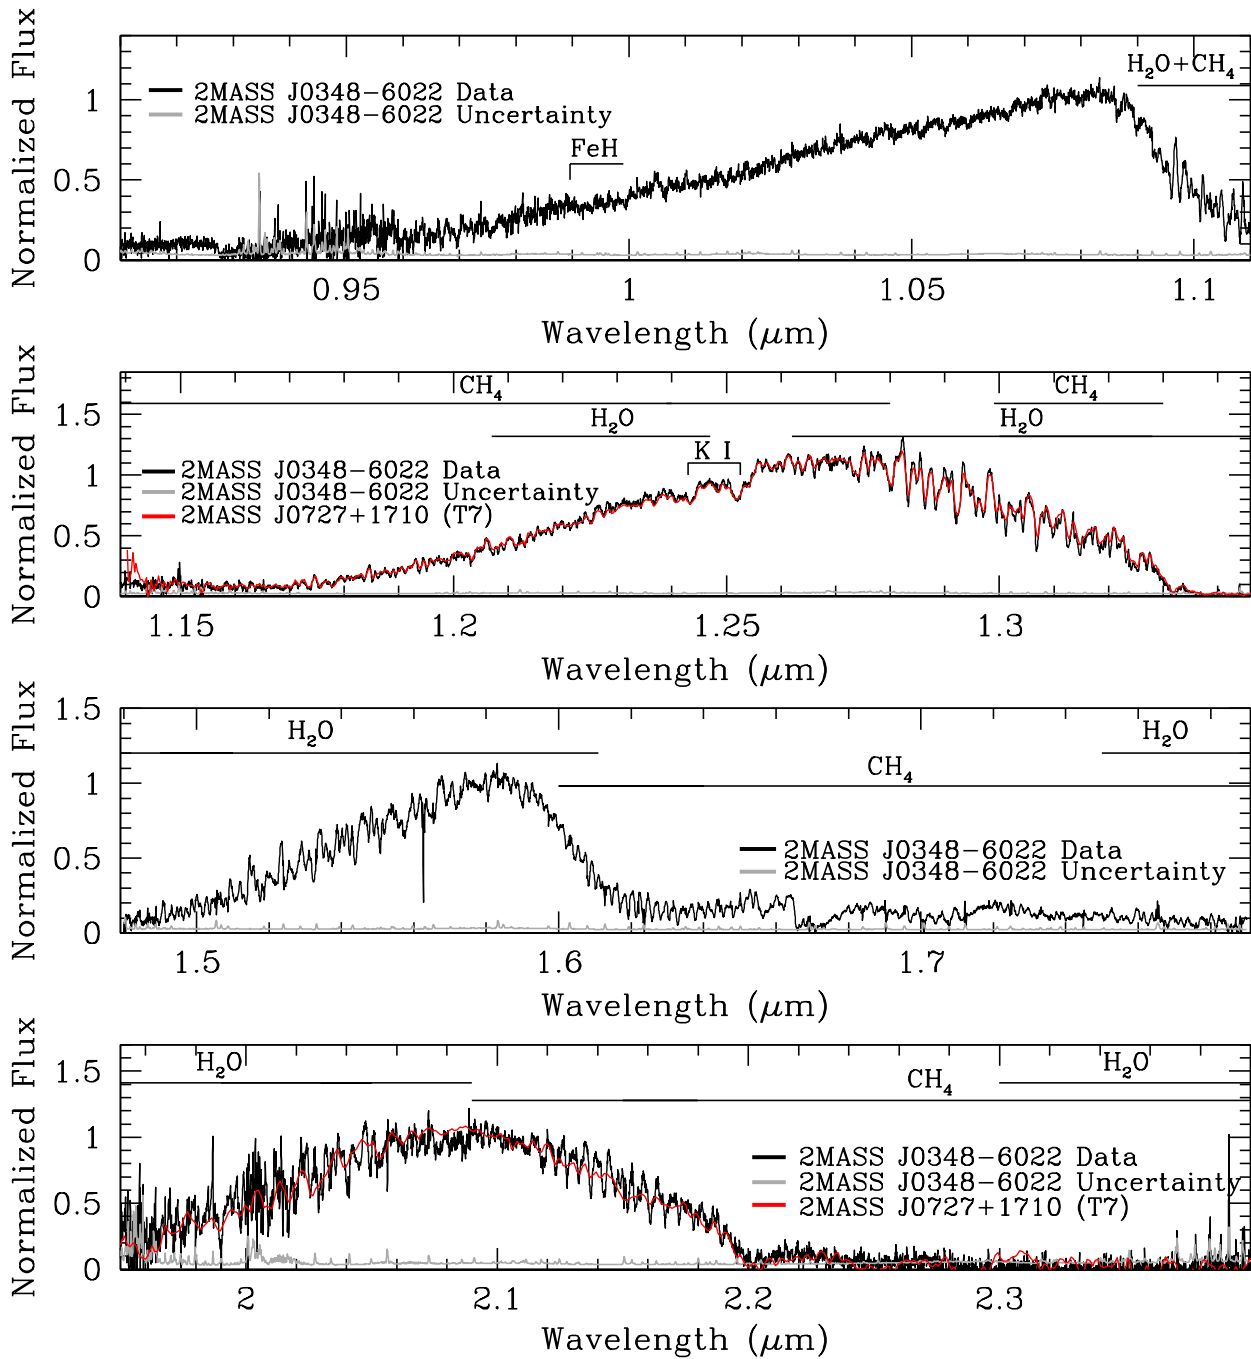 Normalized Flux
H₂O+CH₄
1
2MASS J0348-6022 Data
2MASS J0348-6022 Uncertainty
FeH
0.5
0
0.95 1 1.05 1.1
Wavelength (μm)
Normalized Flux
CH₄ CH₄
1.5
H₂O H₂O
K I
1
2MASS J0348-6022 Data
2MASS J0348-6022 Uncertainty
2MASS J0727+1710 (T7)
0.5
0
1.15 1.2 1.25 1.3
Wavelength (μm)
Normalized Flux
1.5
H₂O H₂O
CH₄
1
2MASS J0348-6022 Data
2MASS J0348-6022 Uncertainty
0.5
0
1.5 1.6 1.7
Wavelength (μm)
Normalized Flux
H₂O H₂O
1.5
CH₄
1
2MASS J0348-6022 Data
2MASS J0348-6022 Uncertainty
2MASS J0727+1710 (T7)
0.5
0
2 2.1 2.2 2.3
Wavelength (μm)